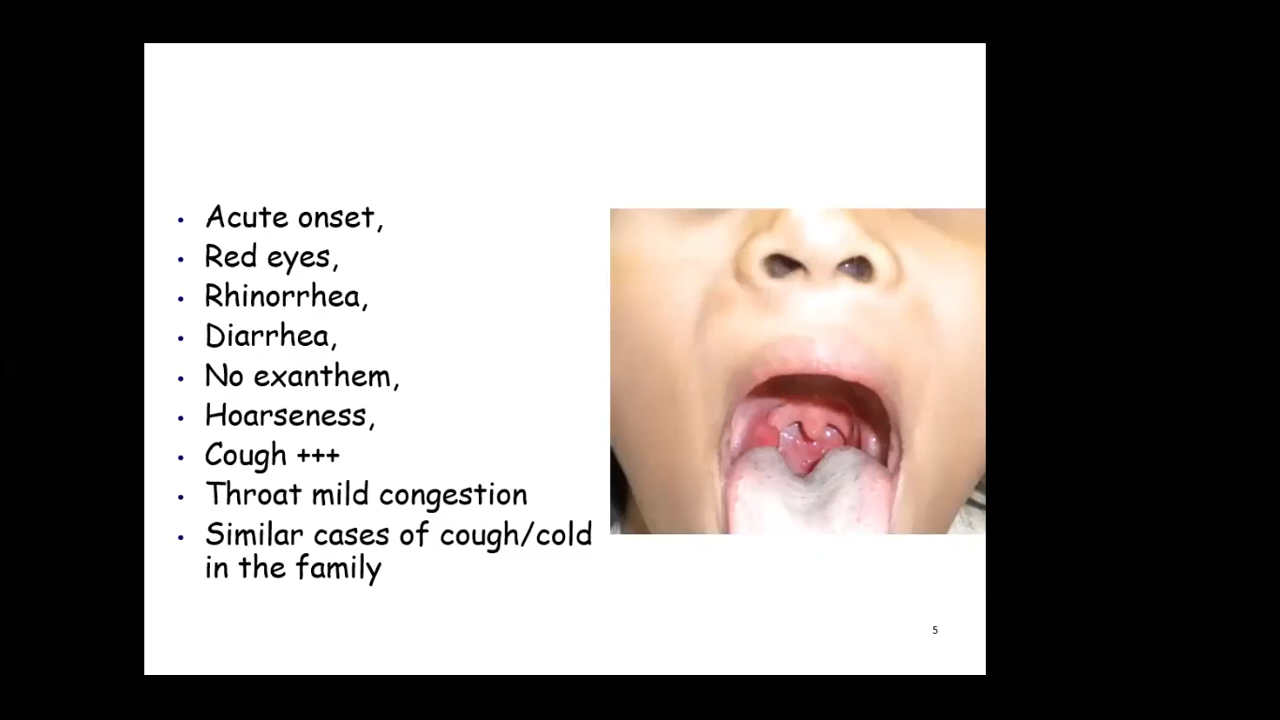 Acute onset,
Red eyes,
Rhinorrhea,
Diarrhea,
No exanthem,
Hoarseness,
Cough +++
Throat mild congestion
Similar cases of cough/cold
in the family
5